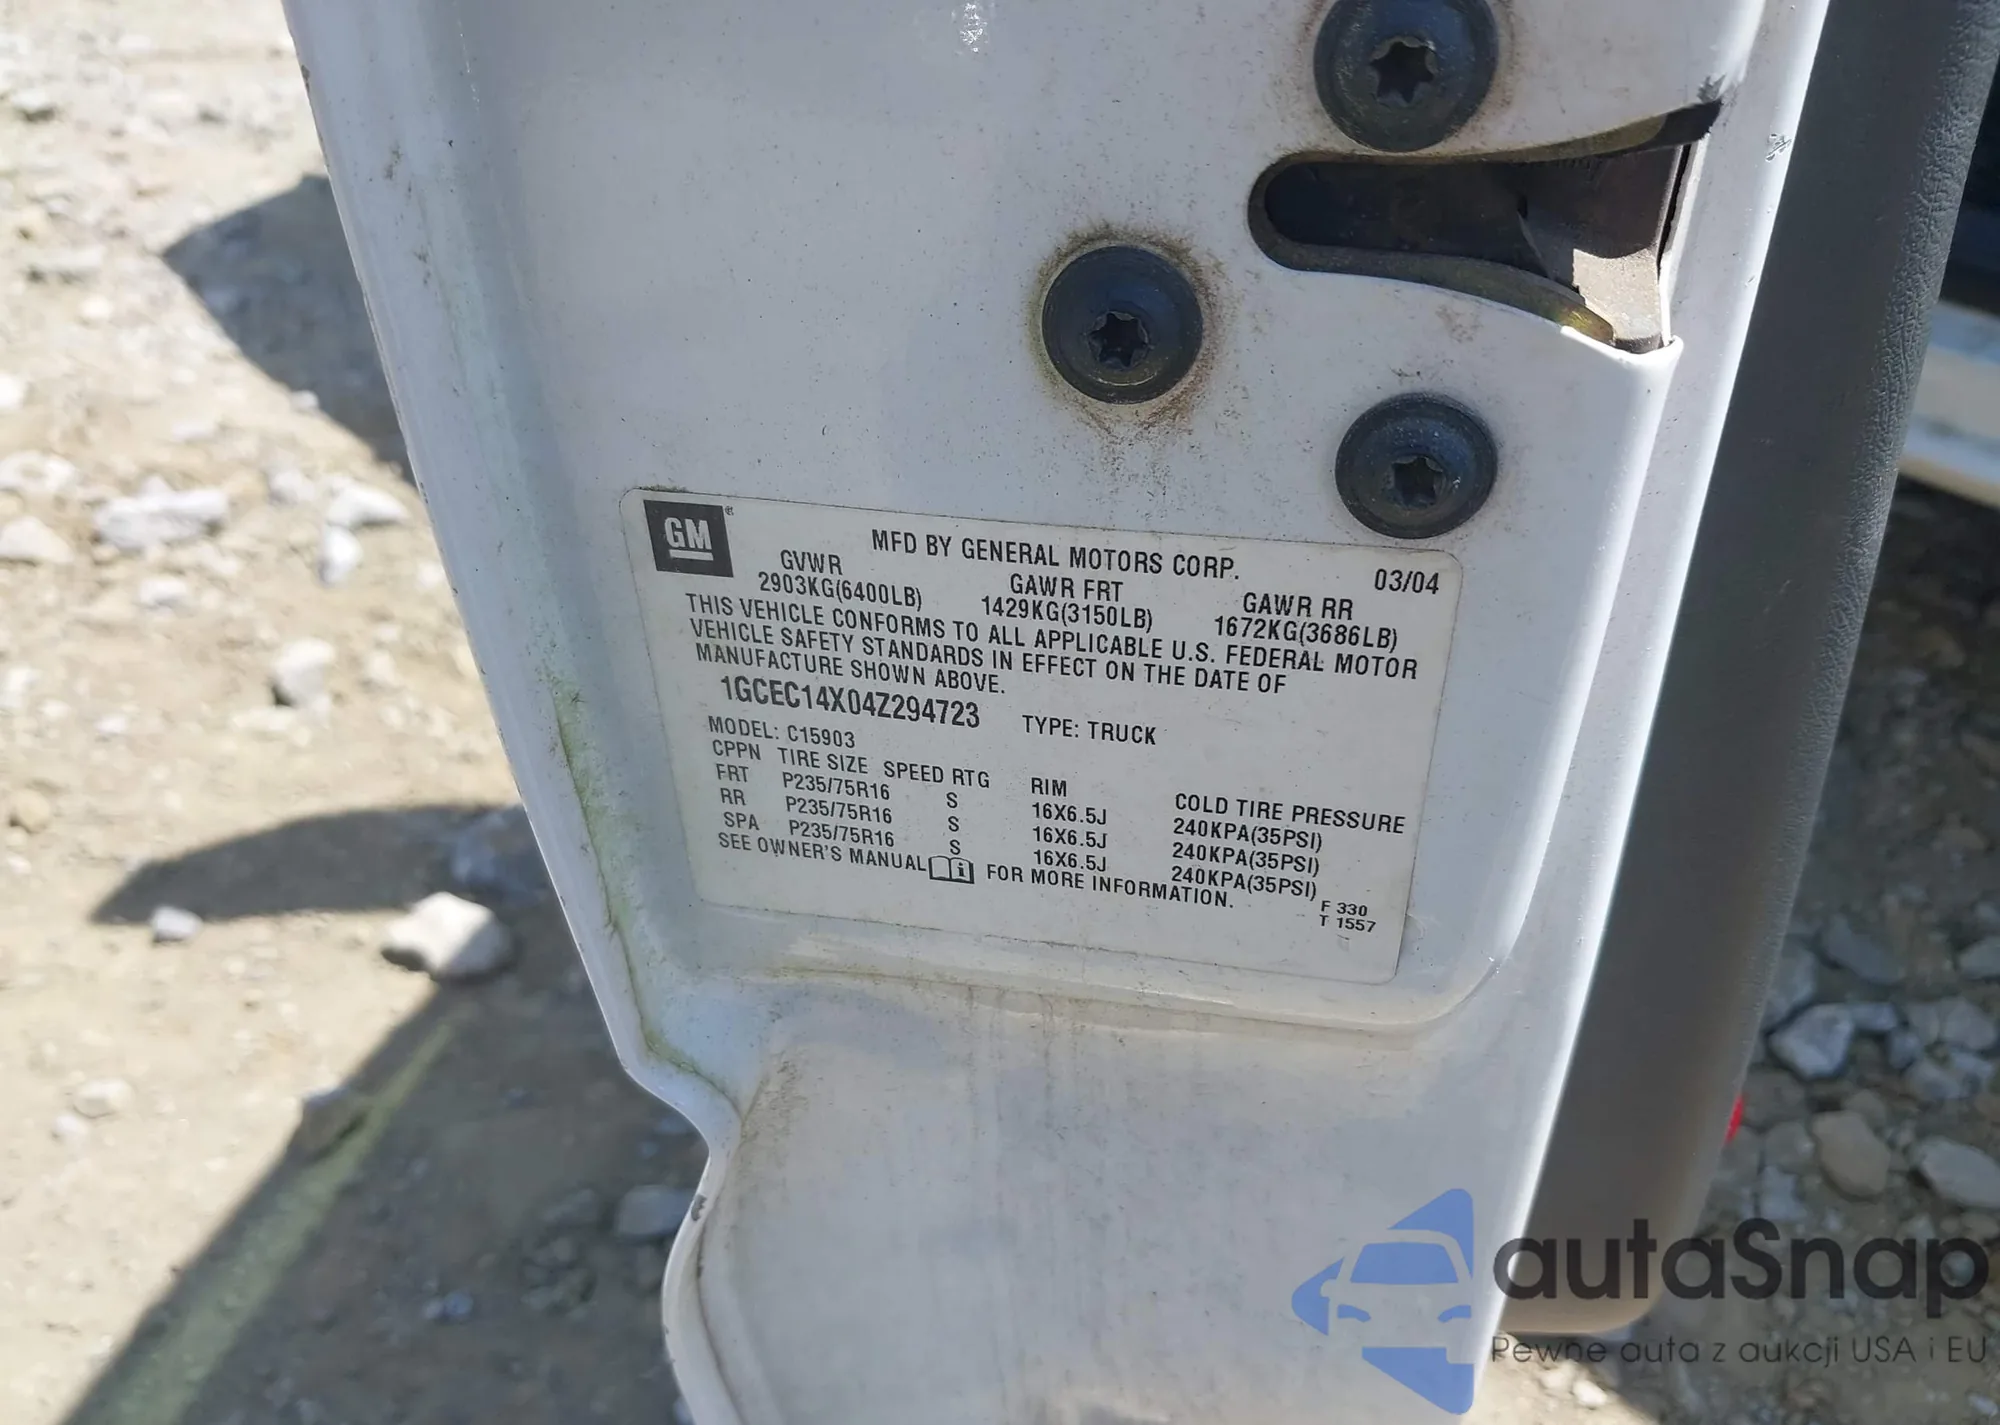 GM
MFD BY GENERAL MOTORS CORP. 03/04
GVWR GAWR FRT GAWR RR
2903KG(6400LB) 1429KG(3150LB) 1672KG(3686LB)
THIS VEHICLE CONFORMS TO ALL APPLICABLE U.S. FEDERAL MOTOR
VEHICLE SAFETY STANDARDS IN EFFECT ON THE DATE OF
MANUFACTURE SHOWN ABOVE.
1GCEC14X04Z294723 TYPE: TRUCK
MODEL: C15903
CPPN TIRE SIZE SPEED RTG RIM COLD TIRE PRESSURE
FRT P235/75R16 S 16X6.5J 240KPA(35PSI)
RR P235/75R16 S 16X6.5J 240KPA(35PSI)
SPA P235/75R16 S 16X6.5J 240KPA(35PSI)
SEE OWNER'S MANUAL FOR MORE INFORMATION.
F 330
T 1557
autaSnap
Pewne auta z aukcji USA i EU